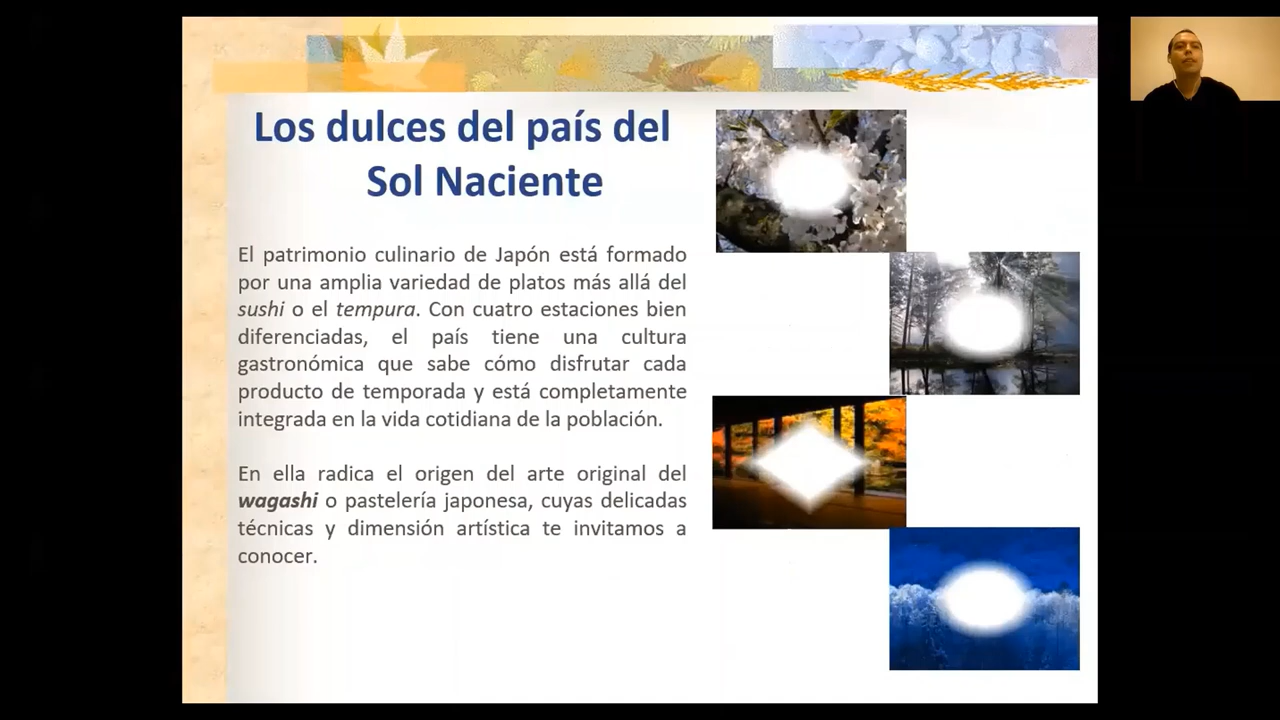 Los dulces del país del
Sol Naciente
El patrimonio culinario de Japón está formado
por una amplia variedad de platos más allá del
sushi o el tempura. Con cuatro estaciones bien
diferenciadas, el país tiene una cultura
gastronómica que sabe cómo disfrutar cada
producto de temporada y está completamente
integrada en la vida cotidiana de la población.
En ella radica el origen del arte original del
wagashi o pastelería japonesa, cuyas delicadas
técnicas y dimensión artística te invitamos a
conocer.